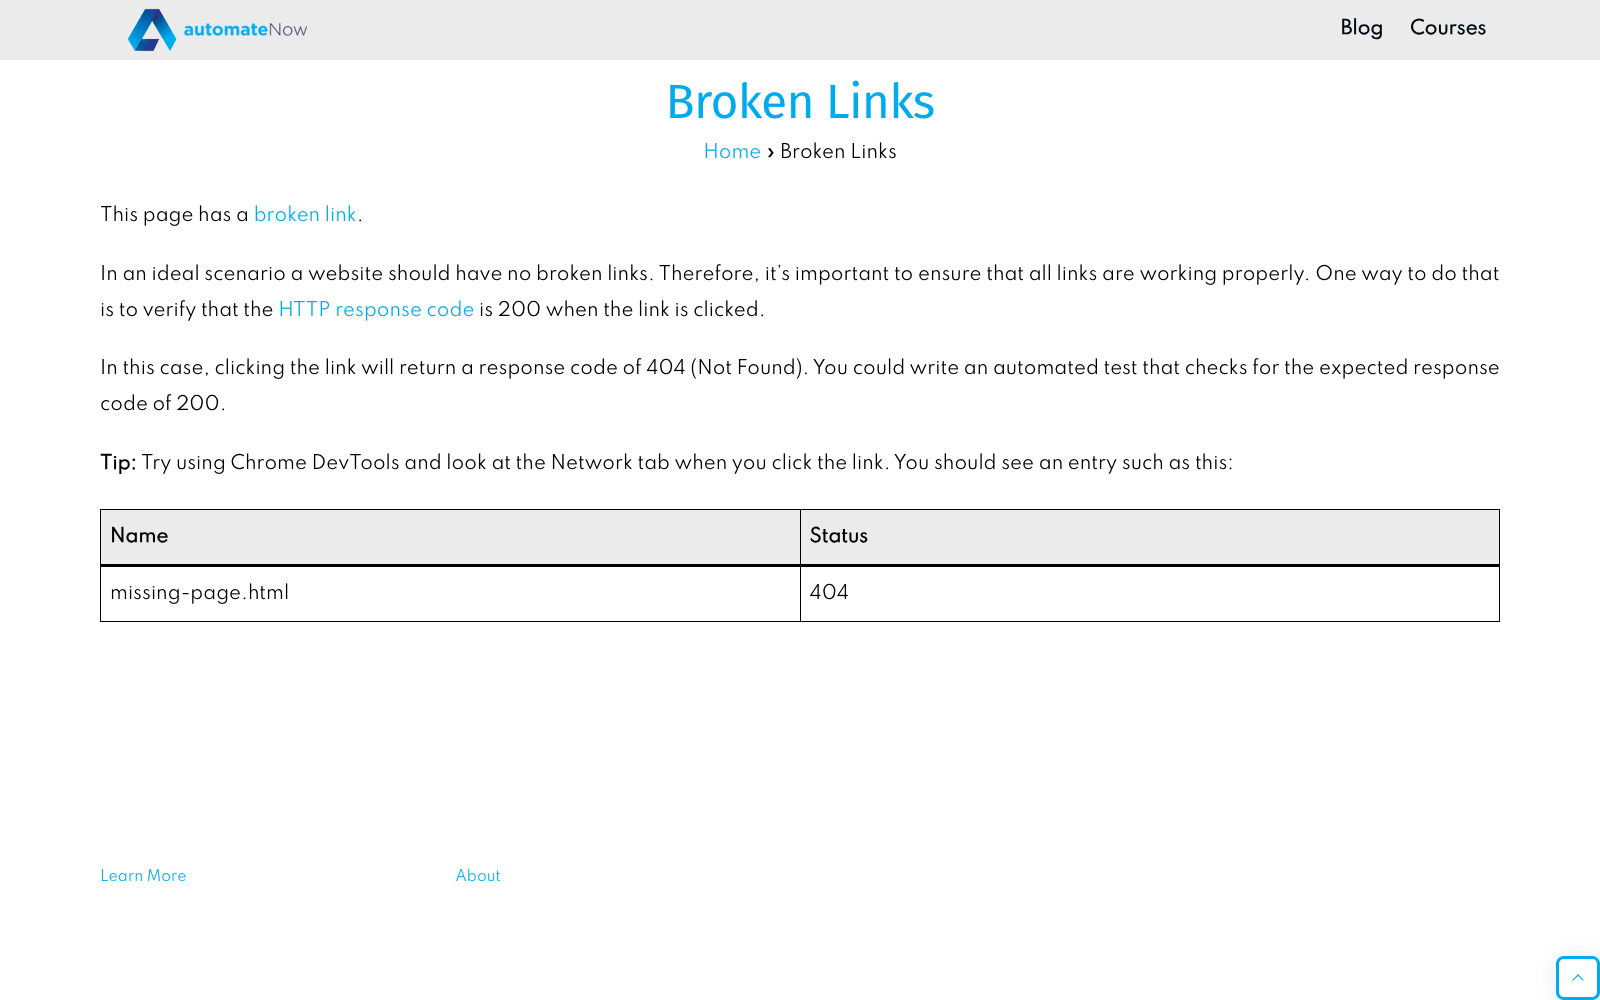 automateNow
Blog
Courses
Broken Links
Home › Broken Links
This page has a broken link.
In an ideal scenario a website should have no broken links. Therefore, it’s important to ensure that all links are working properly. One way to do that
is to verify that the HTTP response code is 200 when the link is clicked.
In this case, clicking the link will return a response code of 404 (Not Found). You could write an automated test that checks for the expected response
code of 200.
Tip: Try using Chrome DevTools and look at the Network tab when you click the link. You should see an entry such as this:
Name
Status
missing-page.html
404
Learn More
About